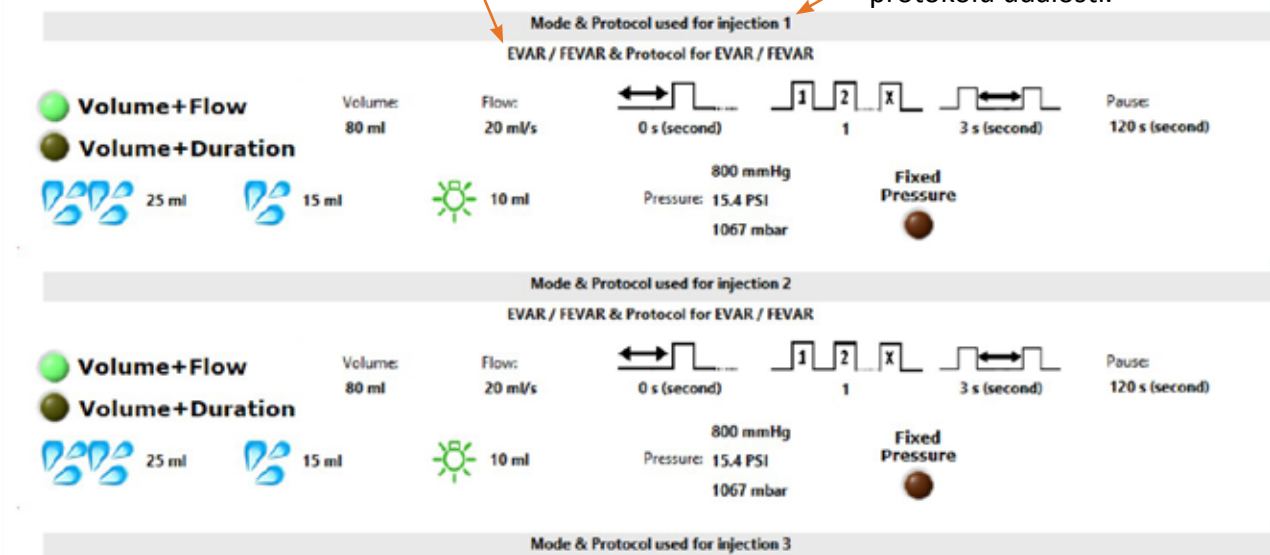 protokolu událostí.
Mode & Protocol used for injection 1
EVAR / FEVAR & Protocol for EVAR / FEVAR
Volume+Flow
Volume:
80 ml
Flow:
20 ml/s
0 s (second)
1 2 X
1
3 s (second)
Pause:
120 s (second)
Volume+Duration
25 ml
15 ml
10 ml
Pressure:
800 mmHg
15.4 PSI
1067 mbar
Fixed
Pressure
Mode & Protocol used for injection 2
EVAR / FEVAR & Protocol for EVAR / FEVAR
Volume+Flow
Volume:
80 ml
Flow:
20 ml/s
0 s (second)
1 2 X
1
3 s (second)
Pause:
120 s (second)
Volume+Duration
25 ml
15 ml
10 ml
Pressure:
800 mmHg
15.4 PSI
1067 mbar
Fixed
Pressure
Mode & Protocol used for injection 3